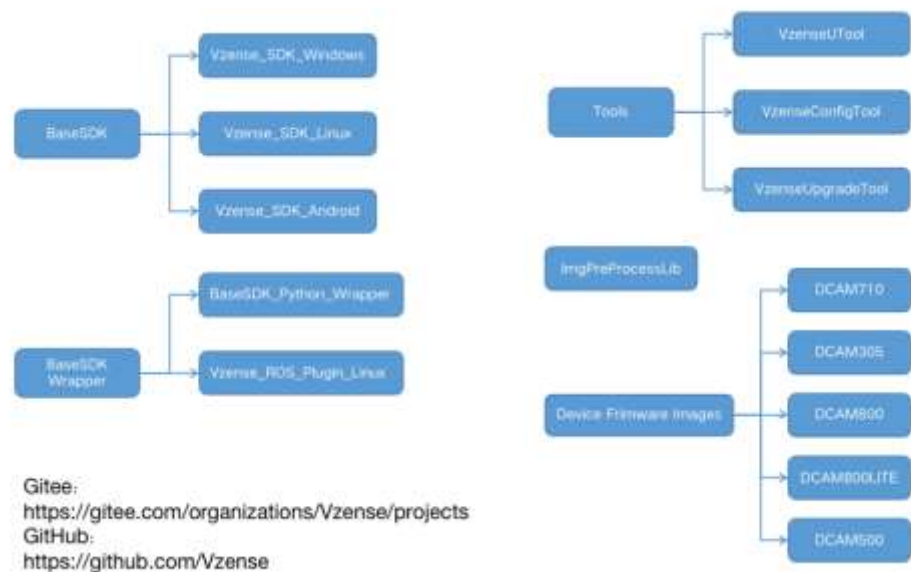 BaseSDK
Vzense_SDK_Windows
Vzense_SDK_Linux
Vzense_SDK_Android
BaseSDK
Wrapper
BaseSDK_Python_Wrapper
Vzense_ROS_Plugin_Linux
Tools
VzenseUTool
VzenseConfigTool
VzenseUpgradeTool
ImgPreProcessLib
Device Frimware Images
DCAM710
DCAM305
DCAM800
DCAM800LITE
DCAM500
Gitee:
https://gitee.com/organizations/Vzense/projects
GitHub:
https://github.com/Vzense